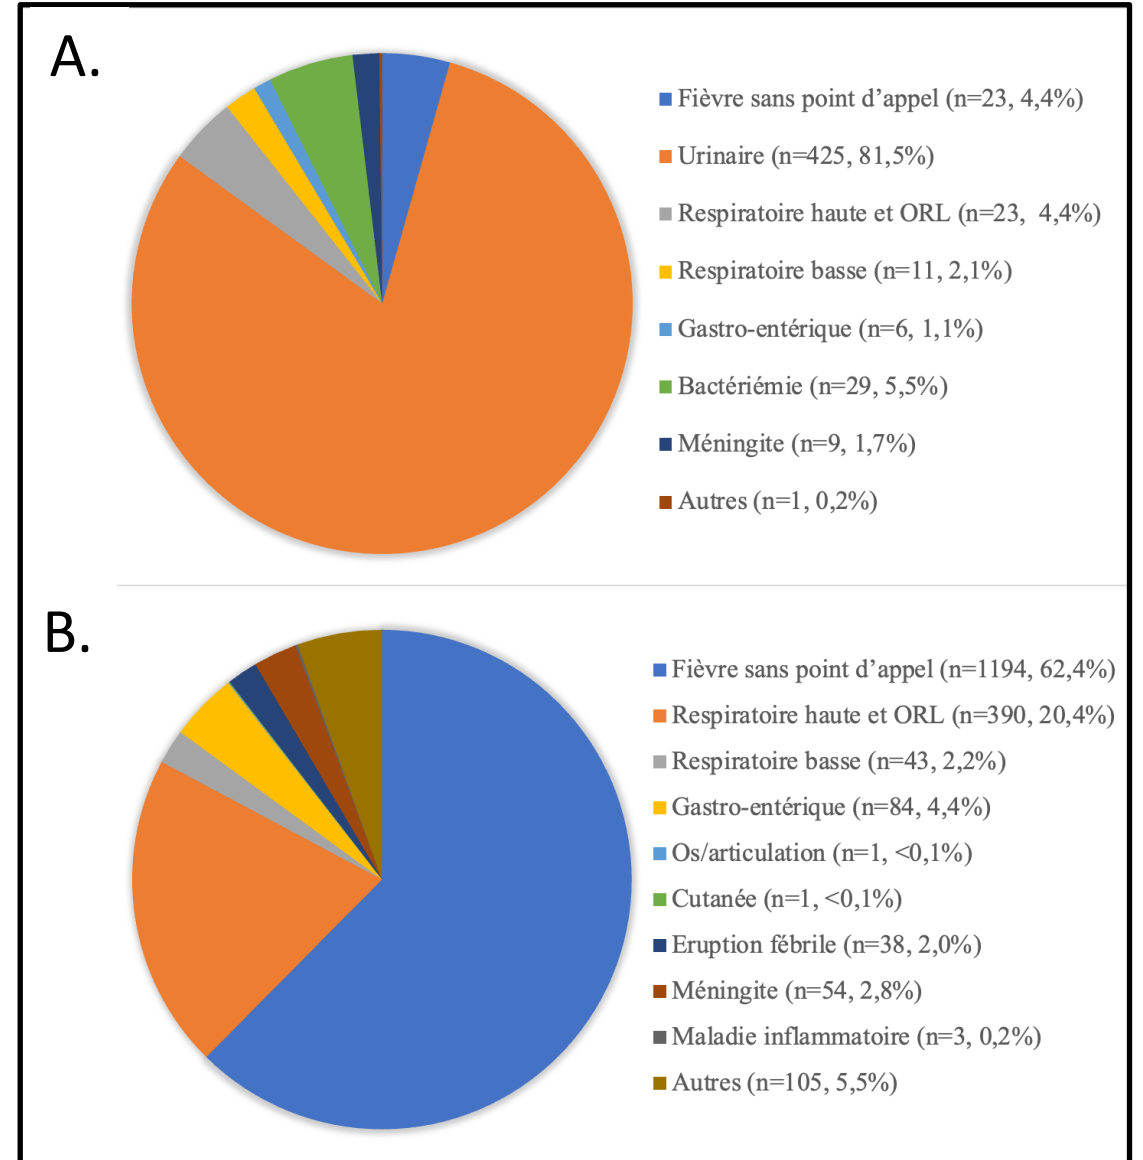 A.
Fièvre sans point d’appel (n=23, 4,4%)
Urinaire (n=425, 81,5%)
Respiratoire haute et ORL (n=23,  4,4%)
Respiratoire basse (n=11, 2,1%)
Gastro-entérique (n=6, 1,1%)
Bactériémie (n=29, 5,5%)
Méningite (n=9, 1,7%)
Autres (n=1, 0,2%)
B.
Fièvre sans point d’appel (n=1194, 62,4%)
Respiratoire haute et ORL (n=390, 20,4%)
Respiratoire basse (n=43, 2,2%)
Gastro-entérique (n=84, 4,4%)
Os/articulation (n=1, <0,1%)
Cutanée (n=1, <0,1%)
Eruption fébrile (n=38, 2,0%)
Méningite (n=54, 2,8%)
Maladie inflammatoire (n=3, 0,2%)
Autres (n=105, 5,5%)